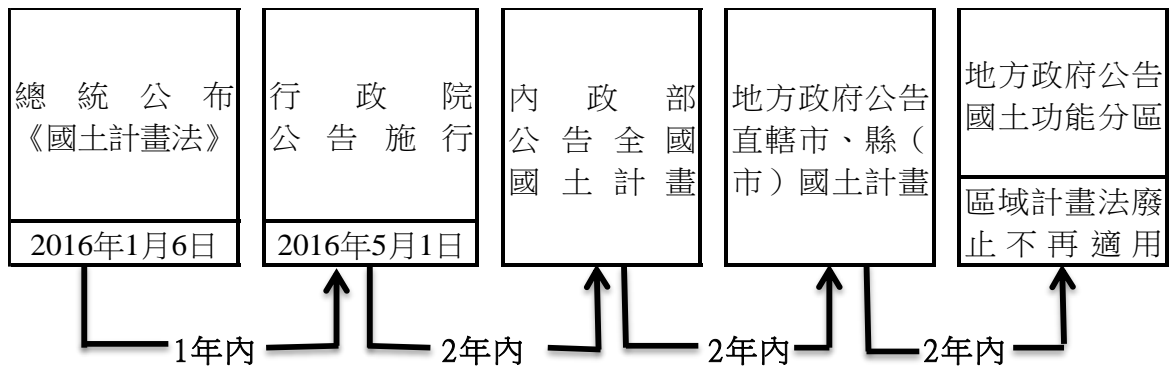 總統公布
《國土計畫法》
2016年1月6日
行政院
公告施行
2016年5月1日
內政部
公告全國
國土計畫
地方政府公告
直轄市、縣（
市）國土計畫
地方政府公告
國土功能分區
區域計畫法廢
止不再適用
1年內
2年內
2年內
2年內